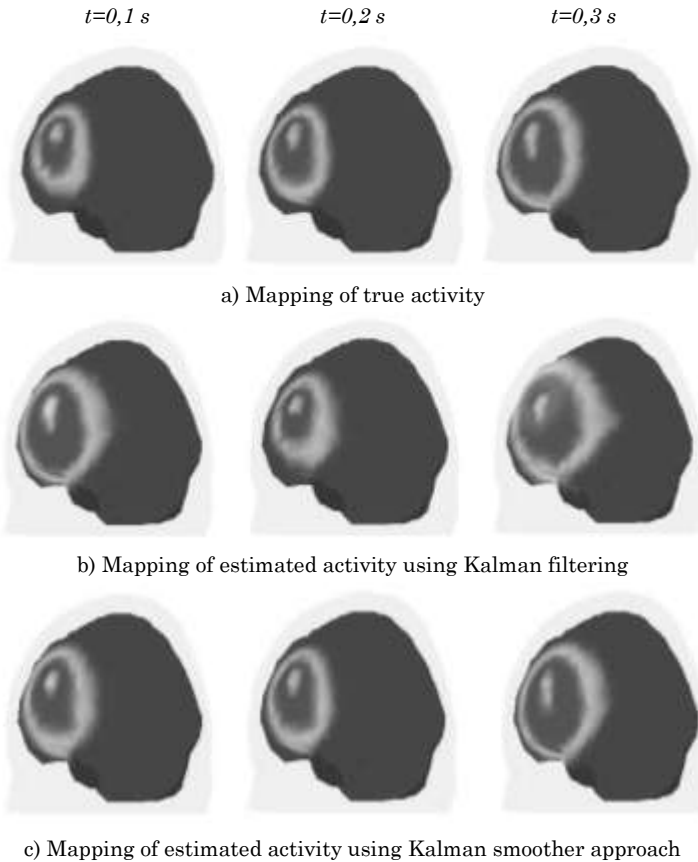 t=0,1 s t=0,2 s t=0,3 s
a) Mapping of true activity
b) Mapping of estimated activity using Kalman filtering
c) Mapping of estimated activity using Kalman smoother approach